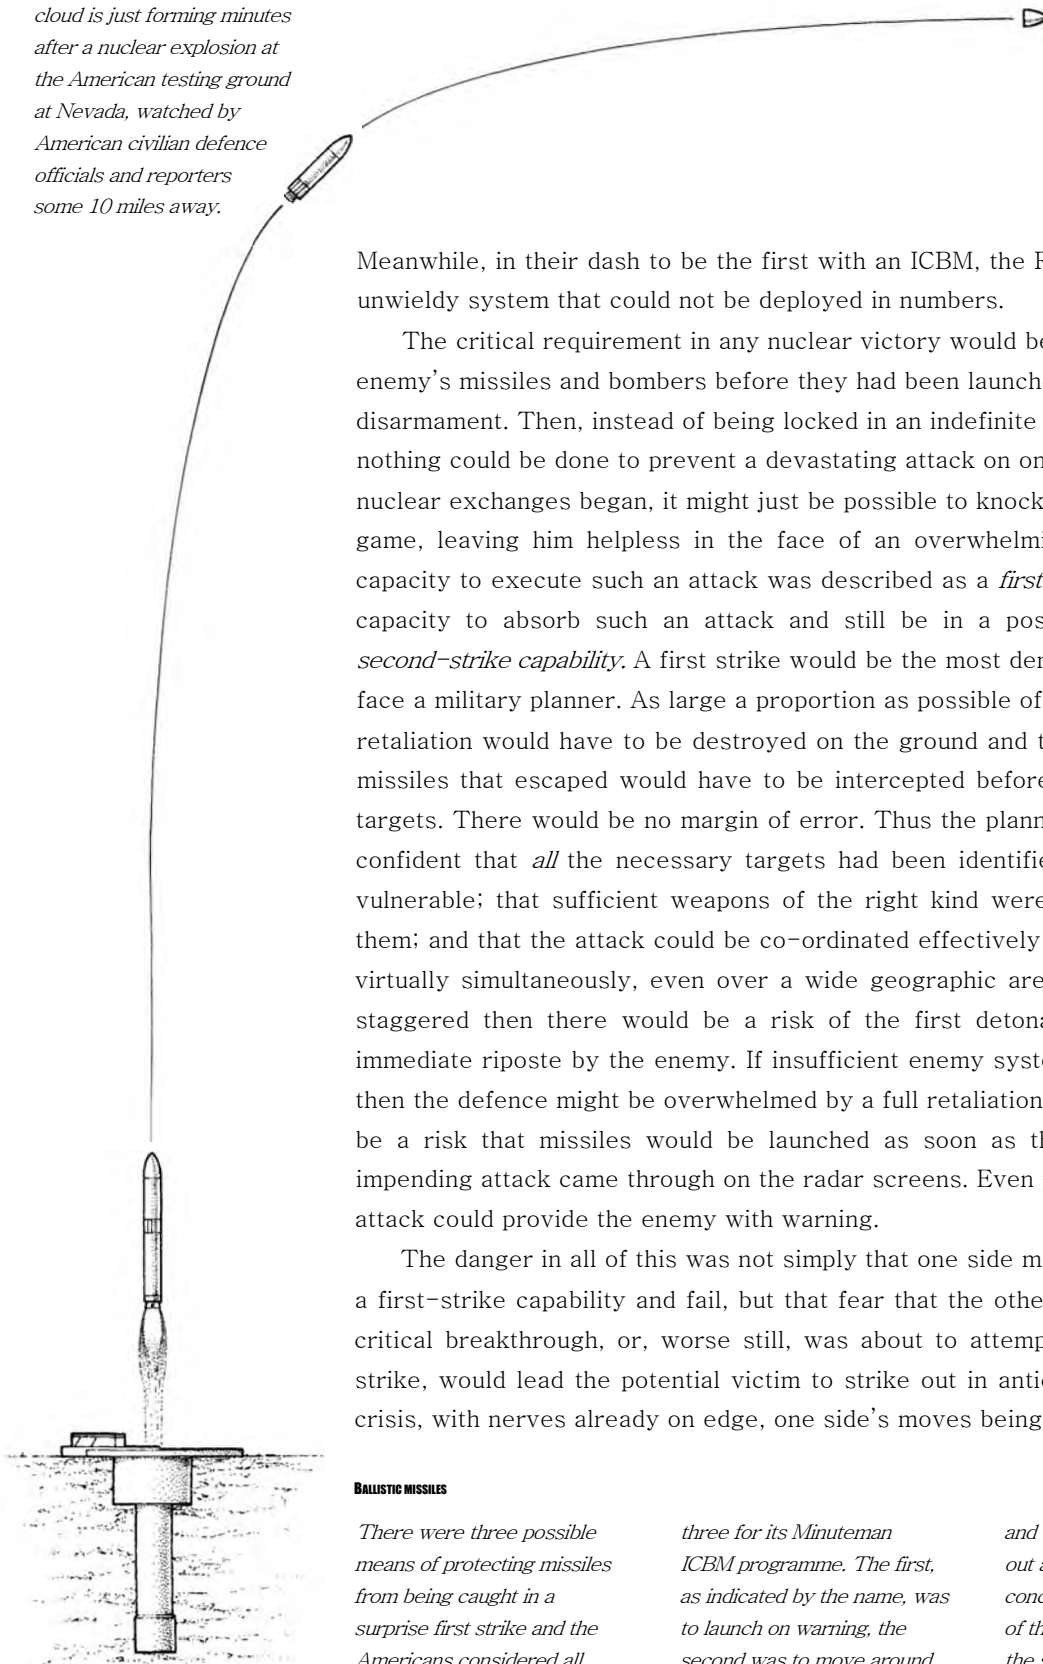 cloud is just forming minutes
after a nuclear explosion at
the American testing ground
at Nevada, watched by
American civilian defence
officials and reporters
some 10 miles away.
Meanwhile, in their dash to be the first with an ICBM, the
unwieldy system that could not be deployed in numbers.
The critical requirement in any nuclear victory would be
enemy’s missiles and bombers before they had been
disarmament. Then, instead of being locked in an indefinite
nothing could be done to prevent a devastating attack on
nuclear exchanges began, it might just be possible to knock
game, leaving him helpless in the face of an
capacity to execute such an attack was described as a first
capacity to absorb such an attack and still be in a
second-strike capability. A first strike would be the most
face a military planner. As large a proportion as possible of
retaliation would have to be destroyed on the ground and
missiles that escaped would have to be intercepted before
targets. There would be no margin of error. Thus the
confident that all the necessary targets had been
vulnerable; that sufficient weapons of the right kind were
them; and that the attack could be co-ordinated effectively
virtually simultaneously, even over a wide geographic
staggered then there would be a risk of the first
immediate riposte by the enemy. If insufficient enemy
then the defence might be overwhelmed by a full retaliation
be a risk that missiles would be launched as soon as
impending attack came through on the radar screens. Even
attack could provide the enemy with warning.
The danger in all of this was not simply that one side
a first-strike capability and fail, but that fear that the
critical breakthrough, or, worse still, was about to
strike, would lead the potential victim to strike out in
crisis, with nerves already on edge, one side’s moves being
BALLISTIC MISSILES
There were three possible
means of protecting missiles
from being caught in a
surprise first strike and the
Americans considered all
three for its Minuteman
ICBM programme. The first,
as indicated by the name, was
to launch on warning, the
second was to move around
and
out
of